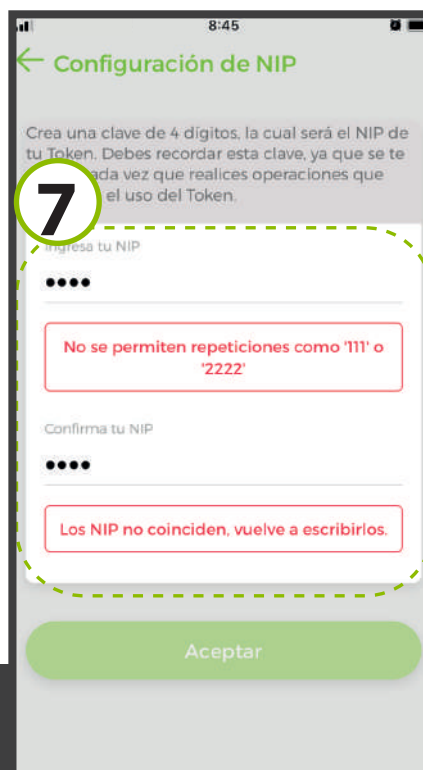 8:45
Configuración de NIP
Crea una clave de 4 dígitos, la cual será el NIP de
tu Token. Debes recordar esta clave, ya que se te
cada vez que realices operaciones que
el uso del Token.
7
Ingresa tu NIP
••••
No se permiten repeticiones como '111' o
'2222'
Confirma tu NIP
••••
Los NIP no coinciden, vuelve a escribirlos.
Aceptar